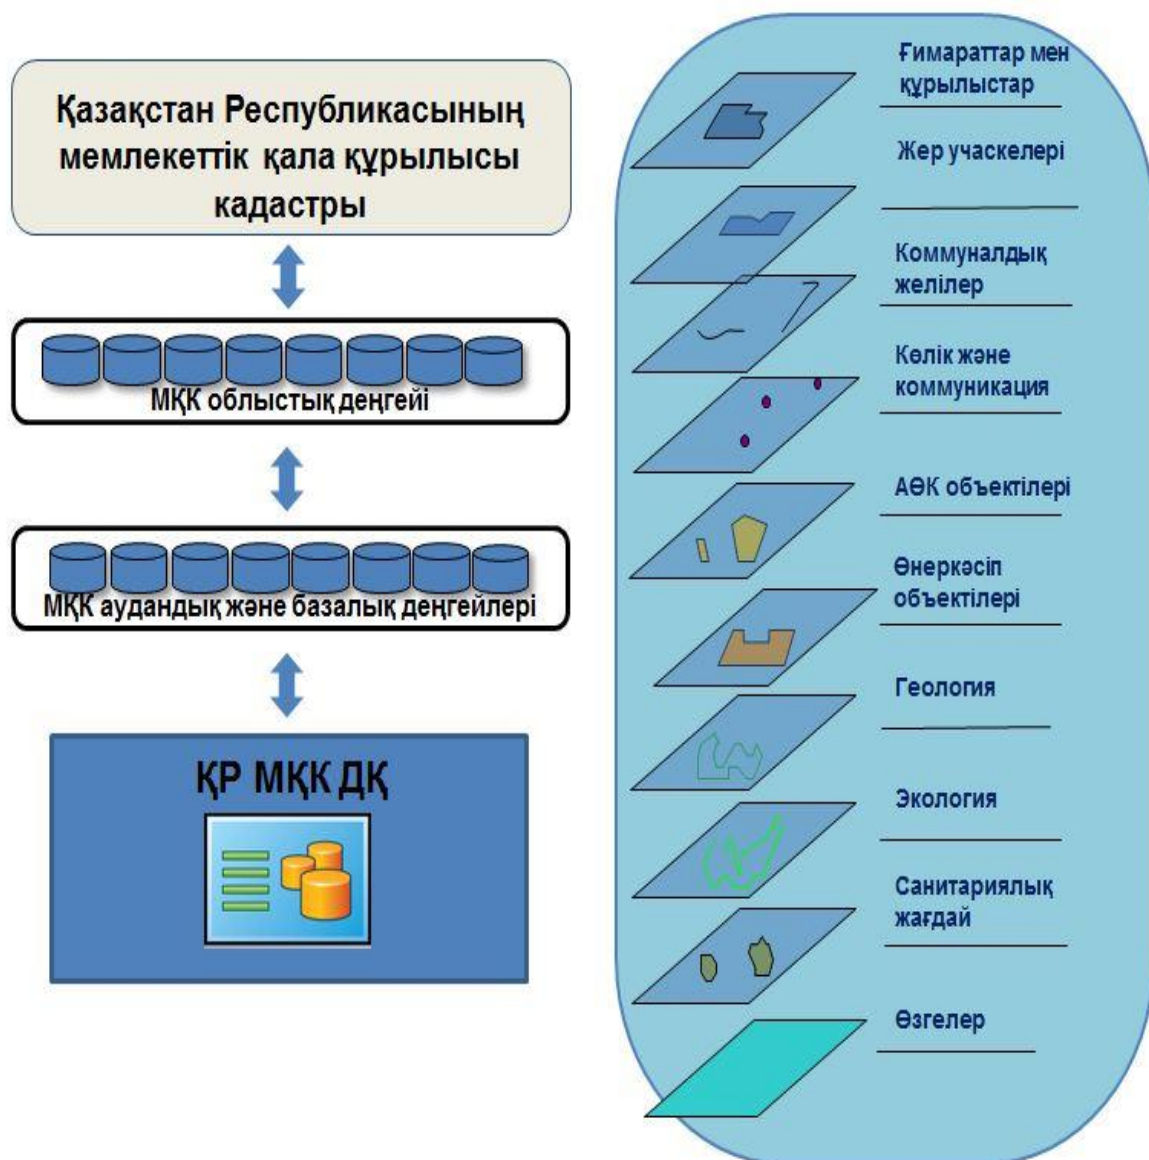 Қазақстан Республикасының
мемлекеттік қала құрылысы
кадастры
МҚК облыстық деңгейі
МҚК аудандық және базалық деңгейлері
ҚР МҚК ДҚ
Ғимараттар мен
құрылыстар
Жер учаскелері
Коммуналдық
желілер
Көлік және
коммуникация
АӨК объектілері
Өнеркәсіп
объектілері
Геология
Экология
Санитариялық
жағдай
Өзгелер